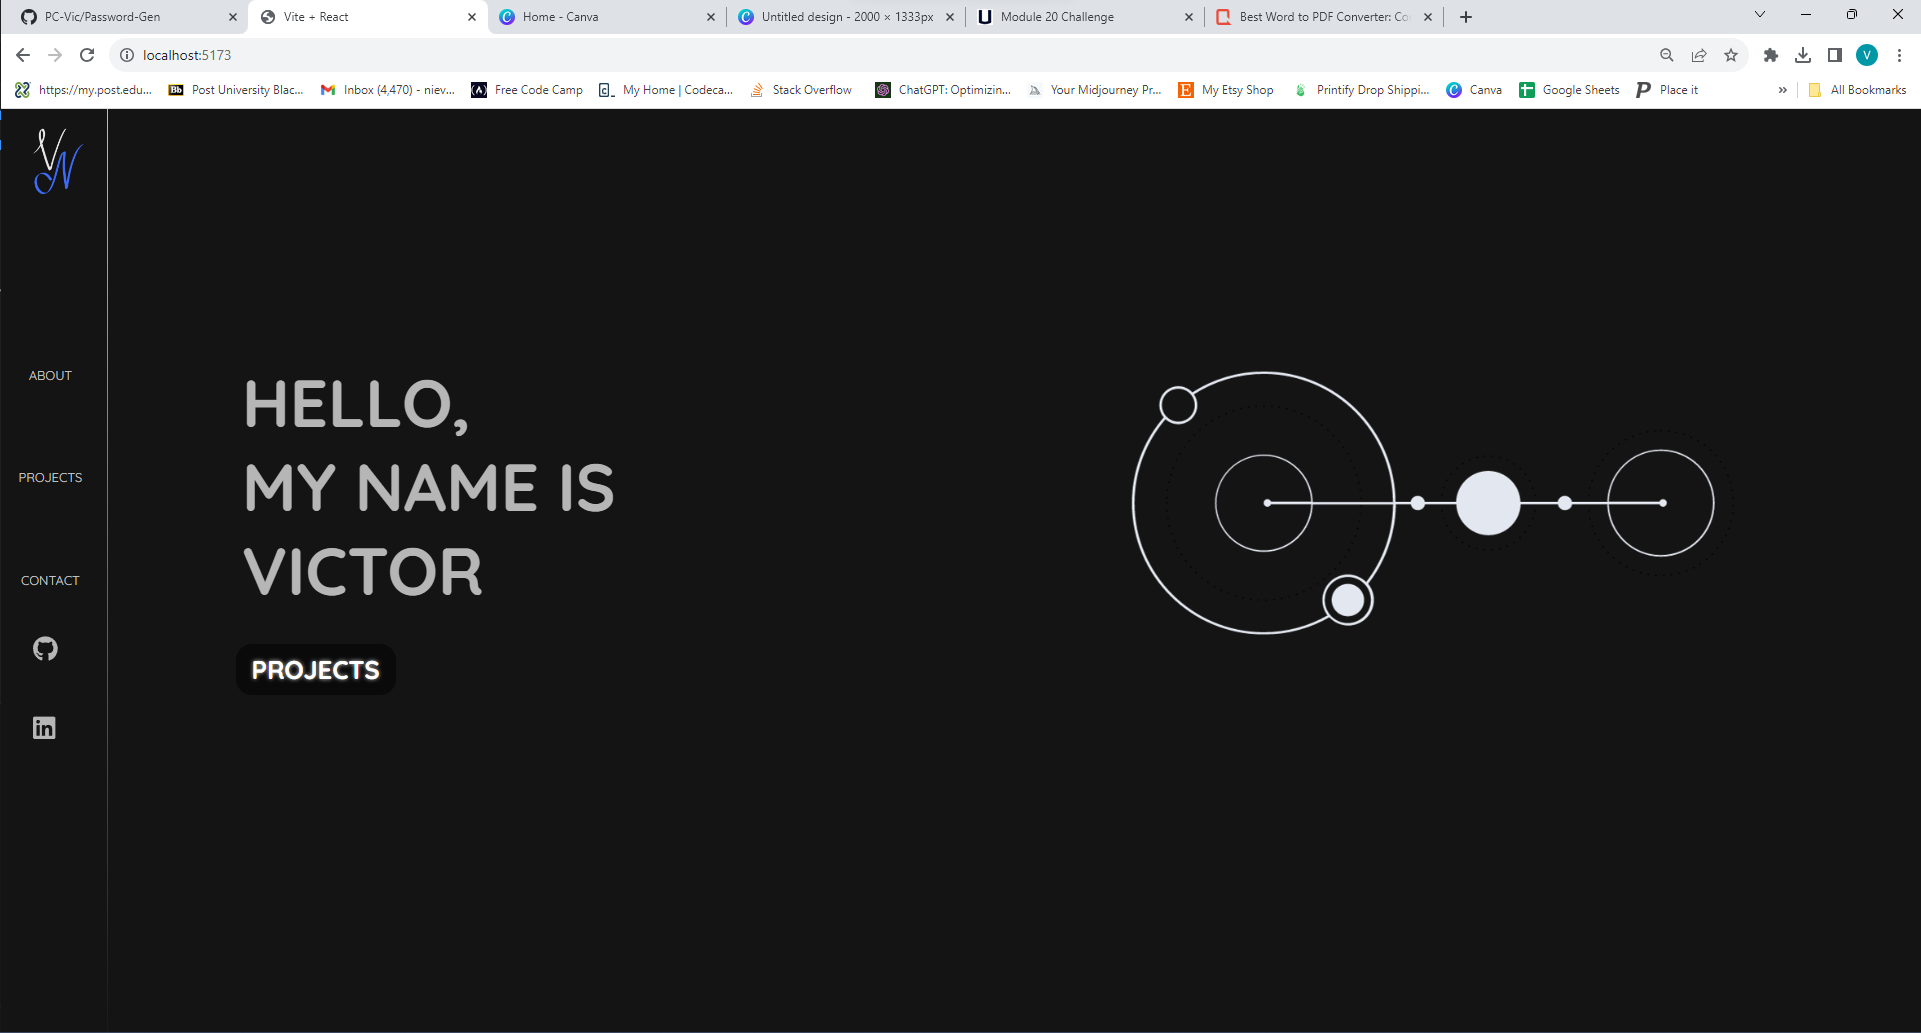 PC-Vic/Password-Gen
Vite + React
Home - Canva
Untitled design - 2000 × 1333px
Module 20 Challenge
Best Word to PDF Converter: Co
localhost:5173
V
https://my.post.edu...
Bb
Post University Blac...
Inbox (4,470) - niev...
Free Code Camp
My Home | Codeca...
Stack Overflow
ChatGPT: Optimizin...
Your Midjourney Pr...
My Etsy Shop
Printify Drop Shippi...
Canva
Google Sheets
Place it
»
All Bookmarks
VN
ABOUT
PROJECTS
CONTACT
in
HELLO,
MY NAME IS
VICTOR
PROJECTS